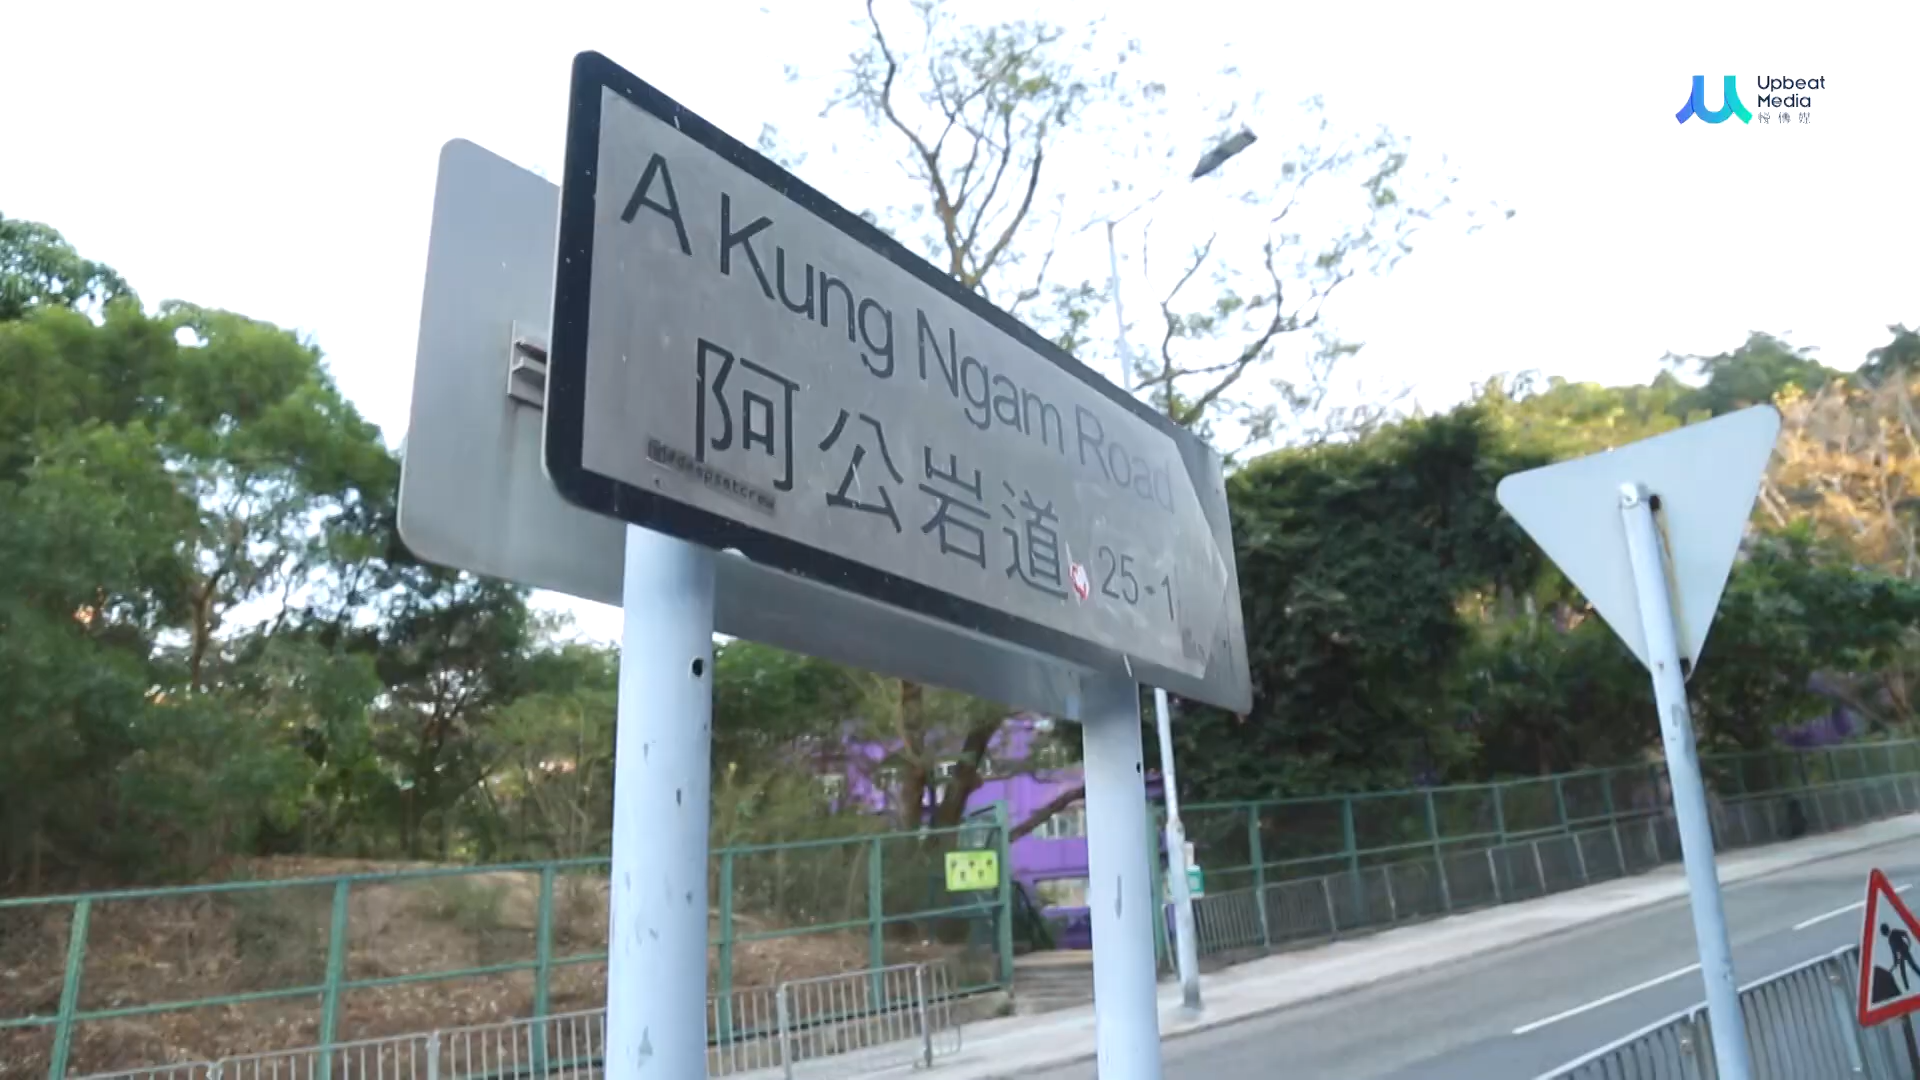 A Kung Ngam Road
阿公岩道 25-1
Upbeat
Media